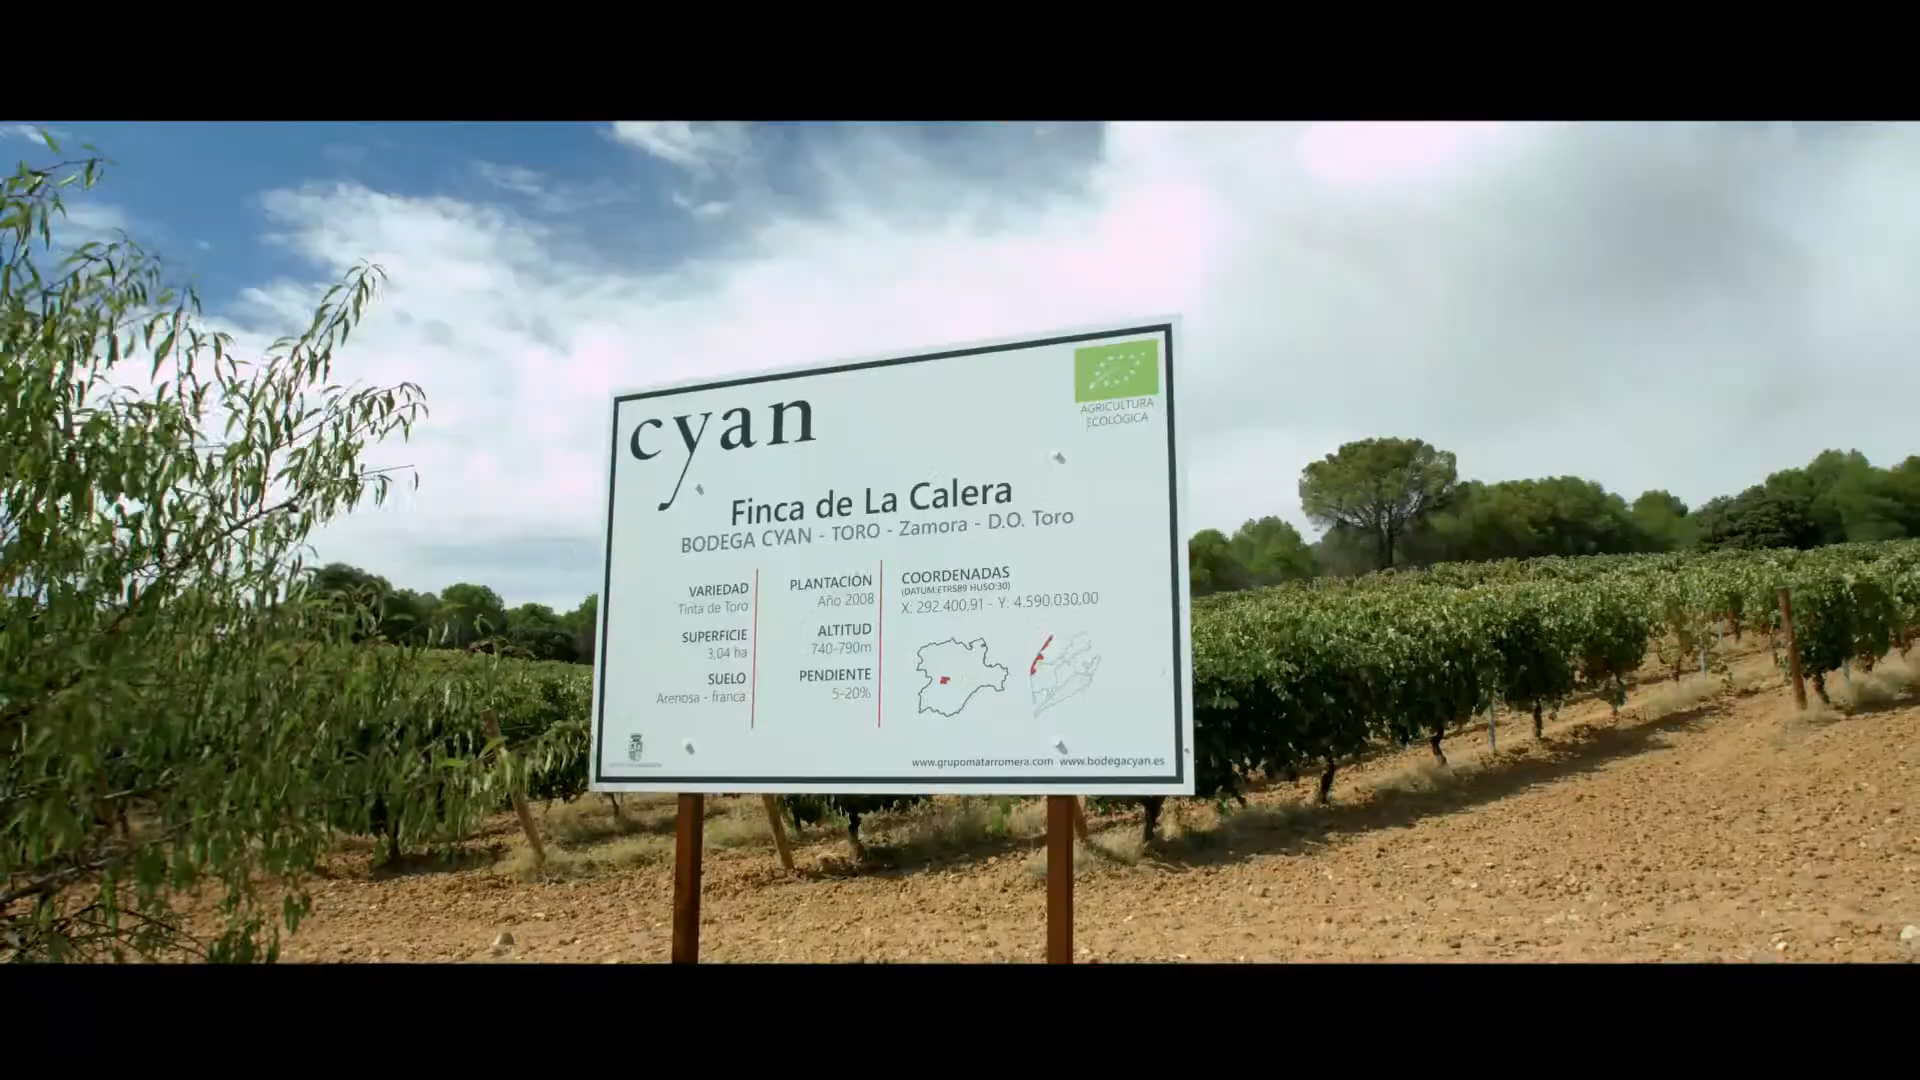 cyan
AGRICULTURA
ECOLÓGICA
Finca de La Calera
BODEGA CYAN - TORO - Zamora - D.O. Toro
VARIEDAD
Tinta de Toro
SUPERFICIE
3,04 ha
SUELO
Arenosa - franca
PLANTACIÓN
Año 2008
ALTITUD
740-790m
PENDIENTE
5-20%
COORDENADAS
(DATUM:ETRS89 HUSO:30)
X: 292.400,91 - Y: 4.590.030,00
www.grupomatarromera.com www.bodegacyan.es